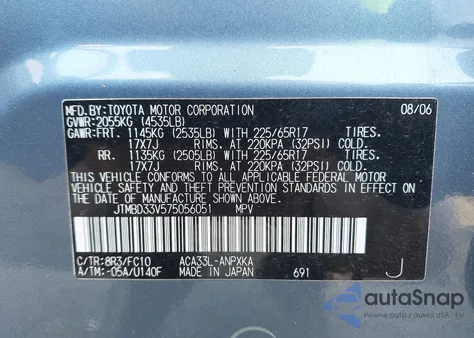 MFD.BY:TOYOTA MOTOR CORPORATION 08/06
GVWR:2055KG (4535LB)
GAWR:FRT. 1145KG (2535LB) WITH 225/65R17 TIRES,
17X7J RIMS, AT 220KPA (32PSI) COLD
RR. 1135KG (2505LB) WITH 225/65R17 TIRES,
17X7J RIMS, AT 220KPA (32PSI) COLD
THIS VEHICLE CONFORMS TO ALL APPLICABLE FEDERAL MOTOR
VEHICLE SAFETY, BUMPER, AND THEFT PREVENTION STANDARDS
IN EFFECT ON THE DATE OF MANUFACTURE SHOWN ABOVE.
JTMBD33V575056051 MPV
C/TR:8R3/FC10 ACA33L-ANPXKA
A/TM:-05A/U140F MADE IN JAPAN 691 J
autoSnap